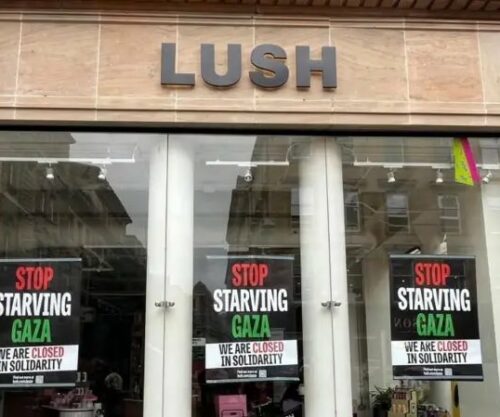 LUSH
STOP
STARVING
GAZA
WE ARE CLOSED
IN SOLIDARITY
STOP
STARVING
GAZA
WE ARE CLOSED
IN SOLIDARITY
STOP
STARVING
GAZA
WE ARE CLOSED
IN SOLIDARITY